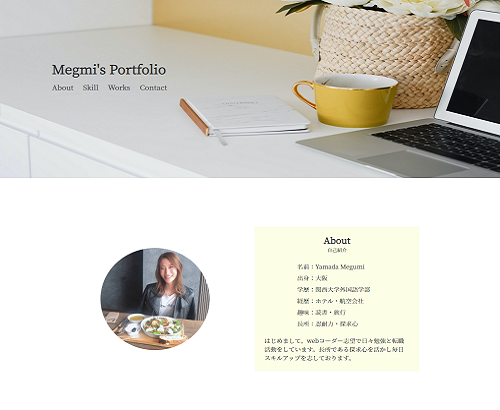 Megmi's Portfolio
About Skill Works Contact
About
自己紹介
名前：Yamada Megumi
出身：大阪
学歴：関西大学外国語学部
経歴：ホテル・航空会社
趣味：読書・旅行
長所：忍耐力・探求心
はじめまして。webコーダー志望で日々勉強と転職
活動をしています。長所である探求心を活かし毎日
スキルアップを志しております。